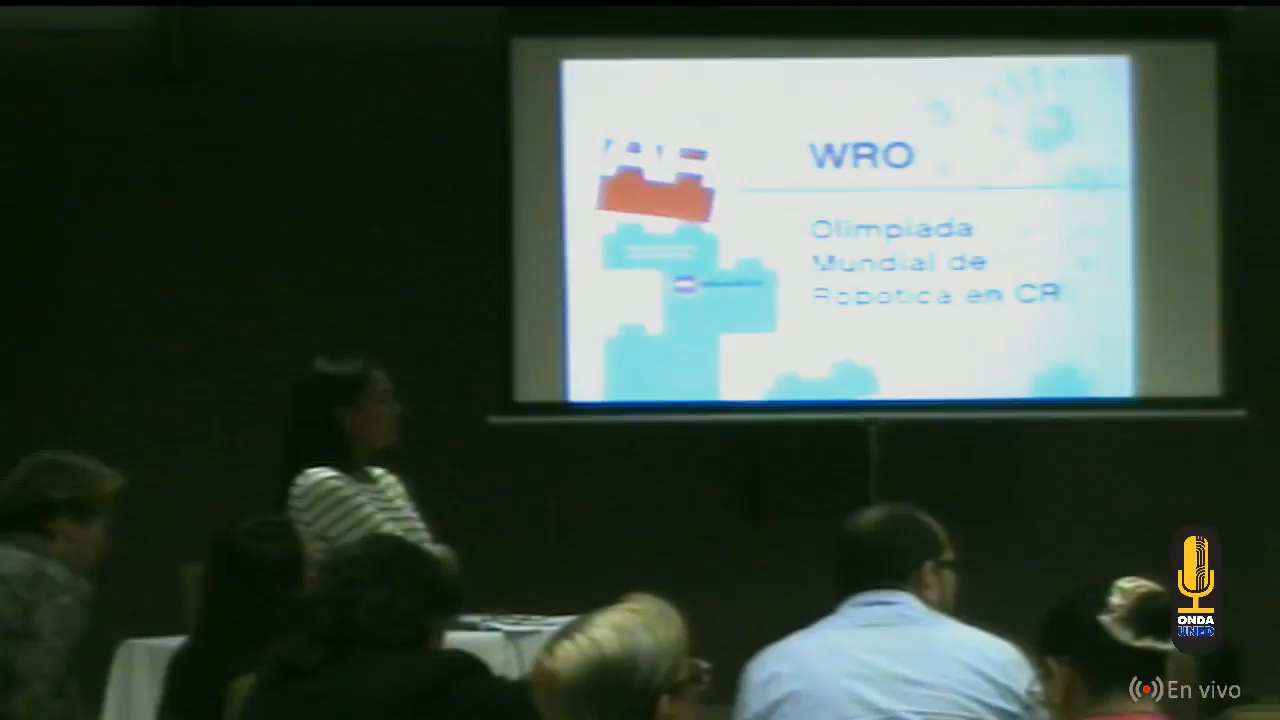 WRO
Olimpiada
Mundial de
Robotica en CR
ONDA
UNED
En vivo